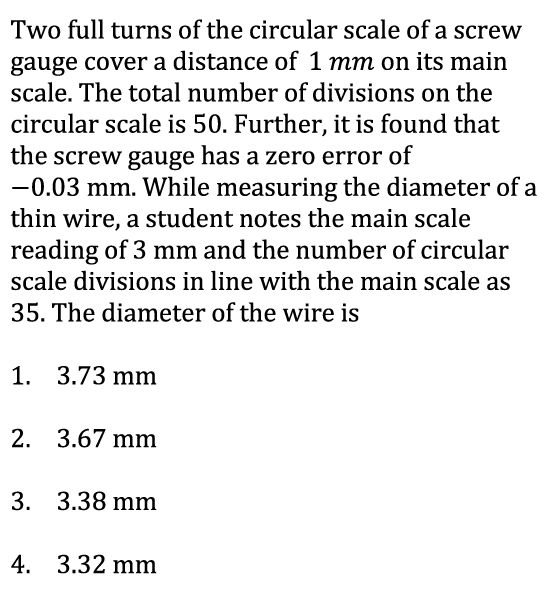 Two full turns of the circular scale of a screw
gauge cover a distance of 1 mm on its main
scale. The total number of divisions on the
circular scale is 50. Further, it is found that
the screw gauge has a zero error of
−0.03 mm. While measuring the diameter of a
thin wire, a student notes the main scale
reading of 3 mm and the number of circular
scale divisions in line with the main scale as
35. The diameter of the wire is
1. 3.73 mm
2. 3.67 mm
3. 3.38 mm
4. 3.32 mm